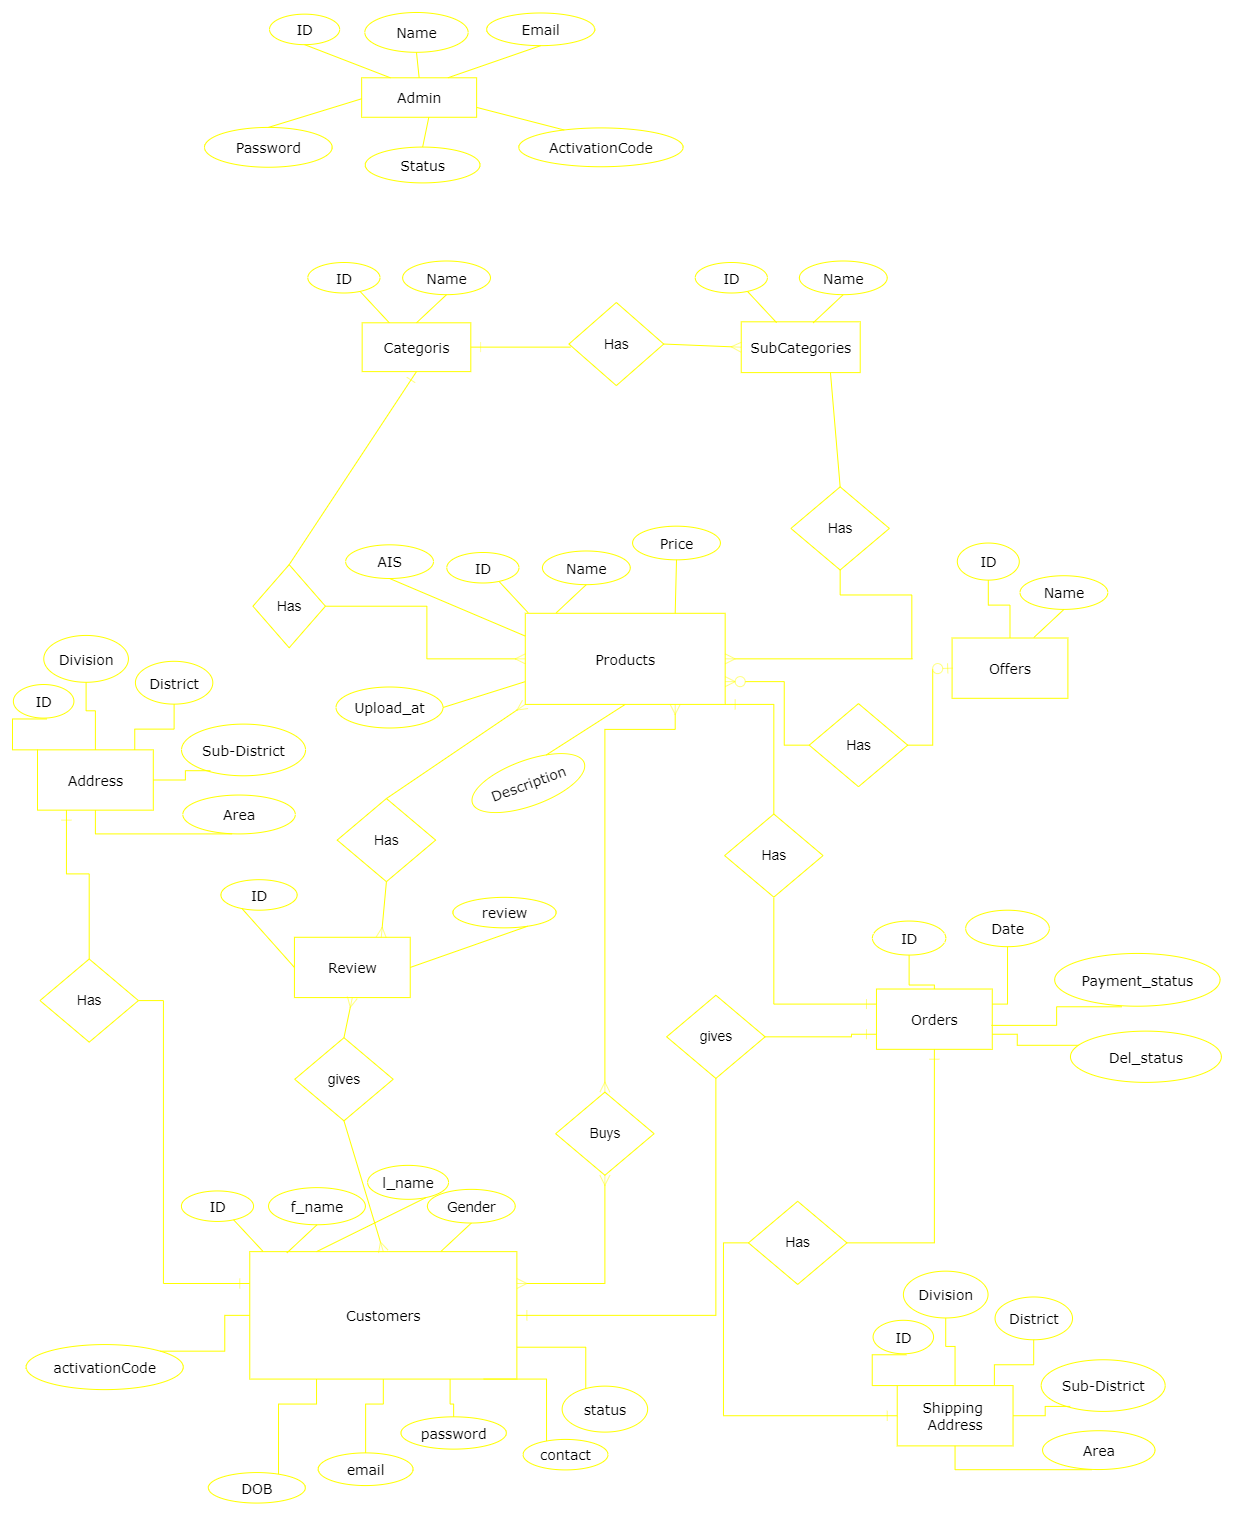 ID
Name
Email
Admin
Password
Status
ActivationCode
ID
Name
ID
Name
Categoris
Has
SubCategories
Has
Price
AIS
ID
Name
ID
Name
Has
Products
Offers
Division
District
ID
Upload_at
Sub-District
Address
Description
Has
Area
Has
Has
ID
review
Review
ID
Date
Payment_status
Has
Orders
gives
Del_status
gives
Buys
l_name
ID
f_name
Gender
Has
Customers
Division
District
ID
activationCode
Sub-District
status
Shipping
Address
password
contact
Area
email
DOB